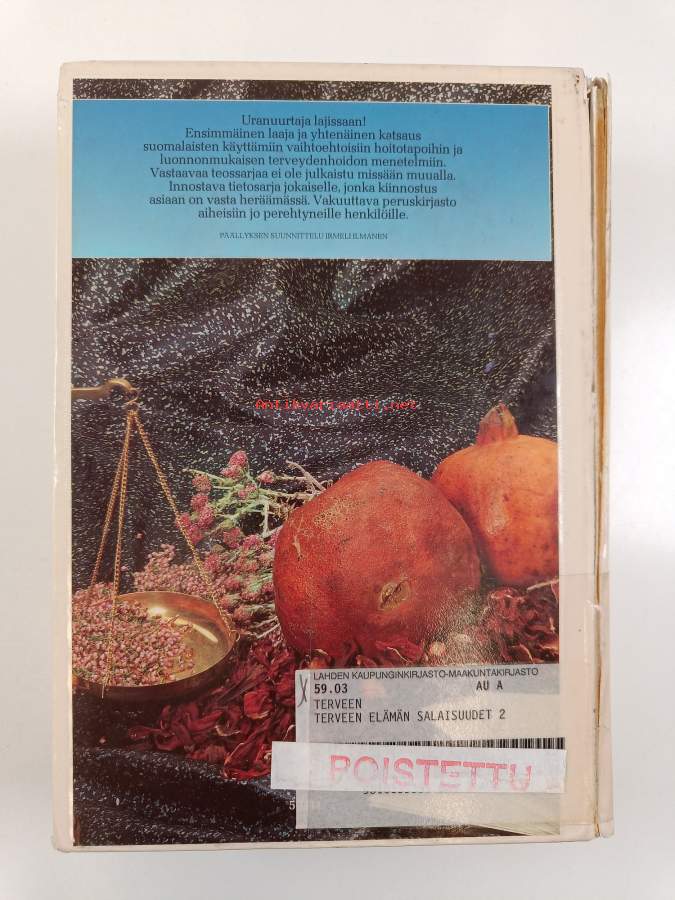 Uranuurtaja lajissaan!
Ensimmäinen laaja ja yhtenäinen katsaus
suomalaisten käyttämiin vaihtoehtoisiin hoitotapoihin ja
luonnonmukaisen terveydenhoidon menetelmiin.
Vastaavaa teossarjaa ei ole julkaistu missään muualla.
Innostava tietosarja jokaiselle, jonka kiinnostus
asiaan on vasta heräämässä. Vakuuttava peruskirjasto
aiheisiin jo perehtyneille henkilöille.
PÄÄLLYKSEN SUUNNITTELU IRMELI ILMANEN
Antikvariaatti.net
LAHDEN KAUPUNGINKIRJASTO-MAAKUNTAKIRJASTO
59.03 AU A
TERVEEN
TERVEEN ELÄMÄN SALAISUUDET 2
POISTETTU